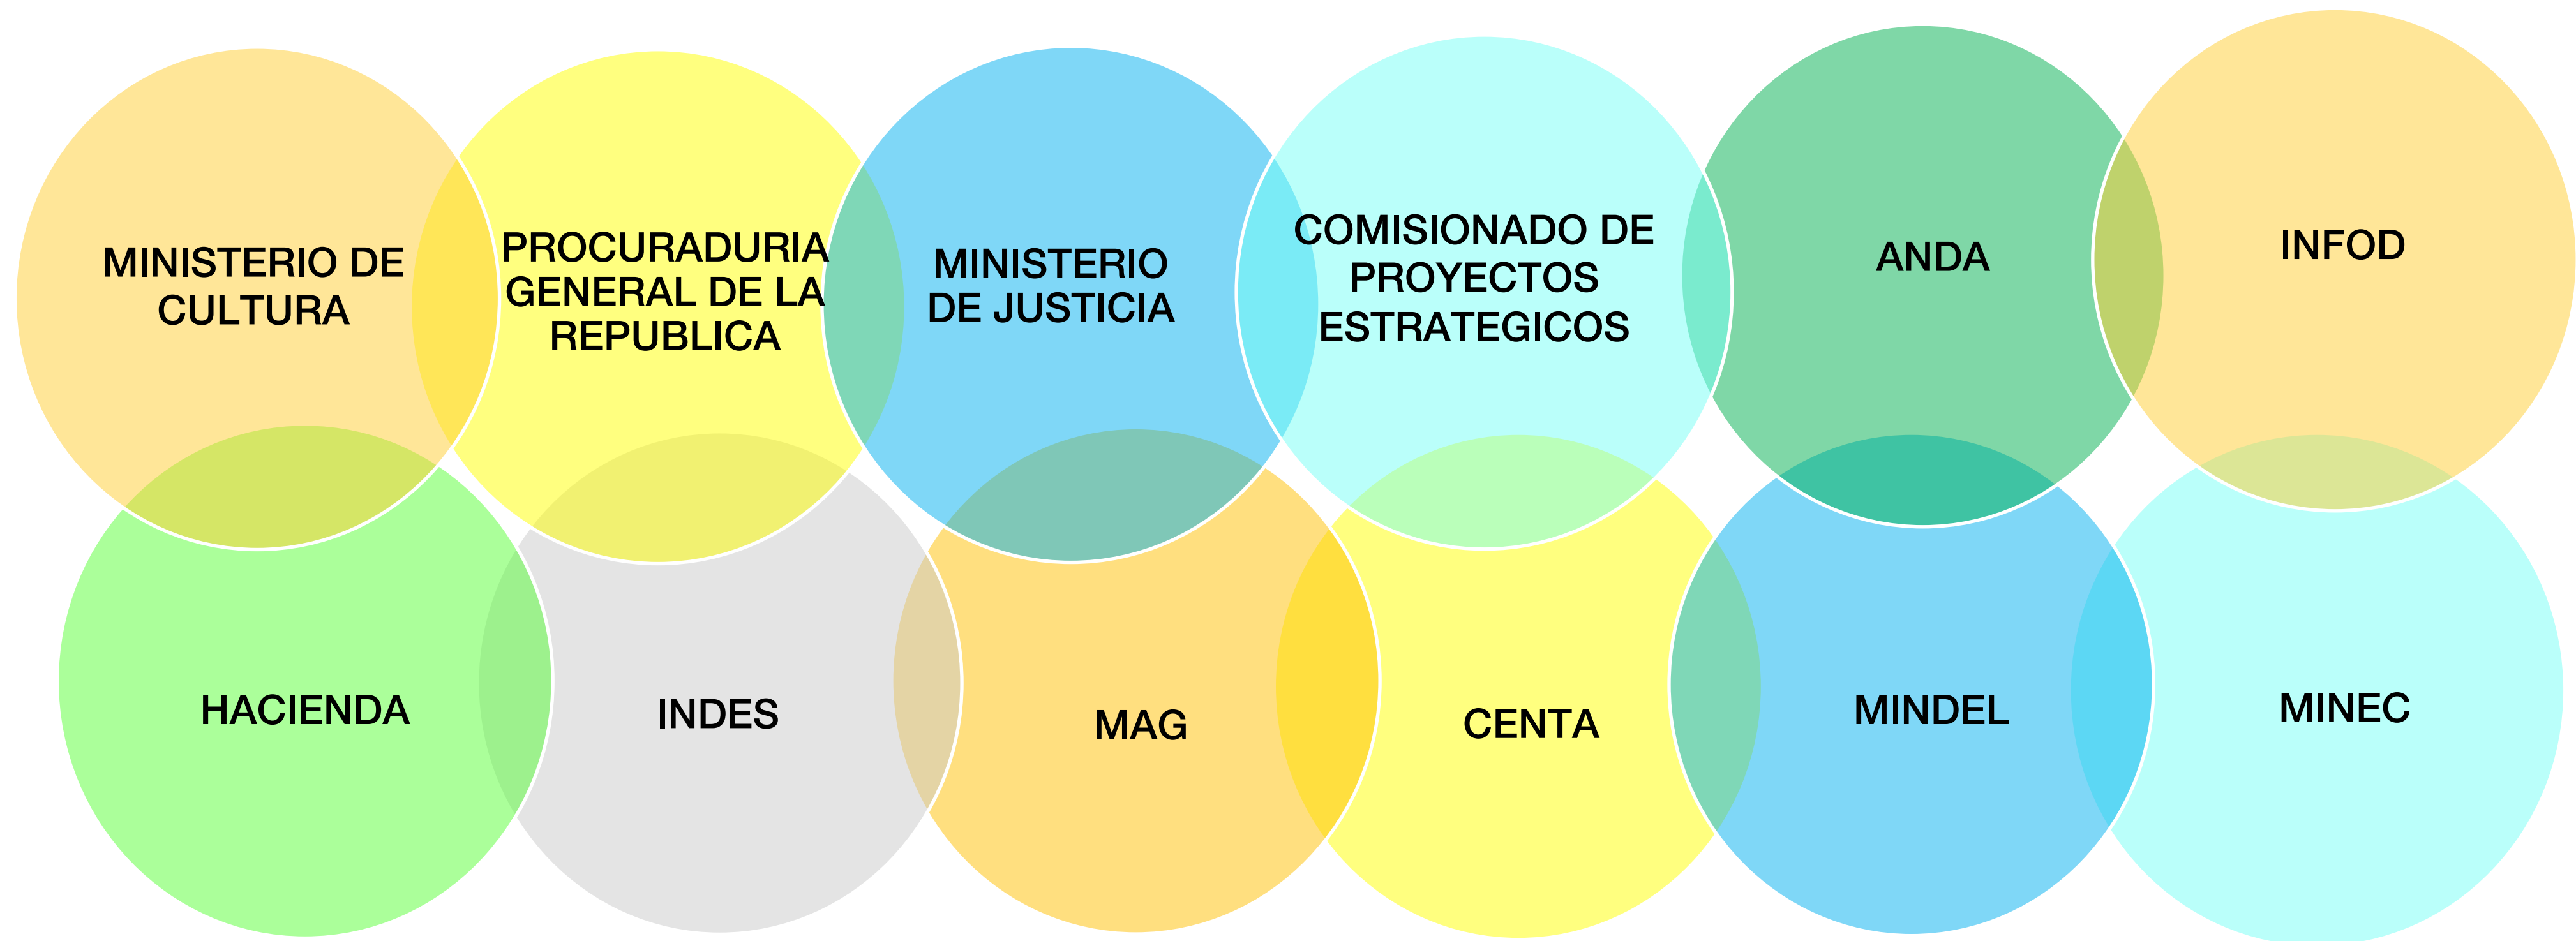 MINISTERIO DE
CULTURA
PROCURADURIA
GENERAL DE LA
REPUBLICA
MINISTERIO
DE JUSTICIA
COMISIONADO DE
PROYECTOS
ESTRATEGICOS
ANDA
INFOD
HACIENDA
INDES
MAG
CENTA
MINDEL
MINEC